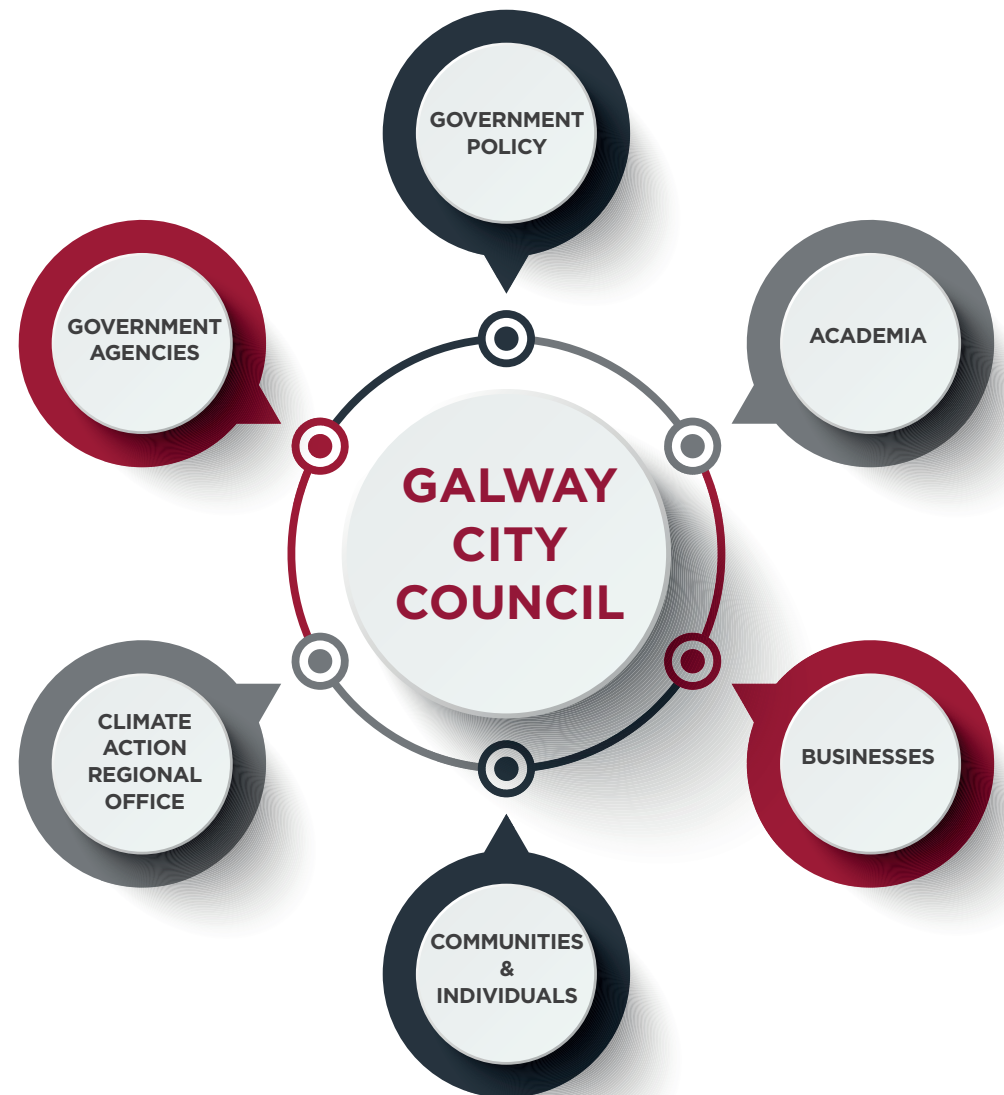 GOVERNMENT
POLICY
GOVERNMENT
AGENCIES
ACADEMIA
GALWAY
CITY
COUNCIL
CLIMATE
ACTION
REGIONAL
OFFICE
BUSINESSES
COMMUNITIES
&
INDIVIDUALS